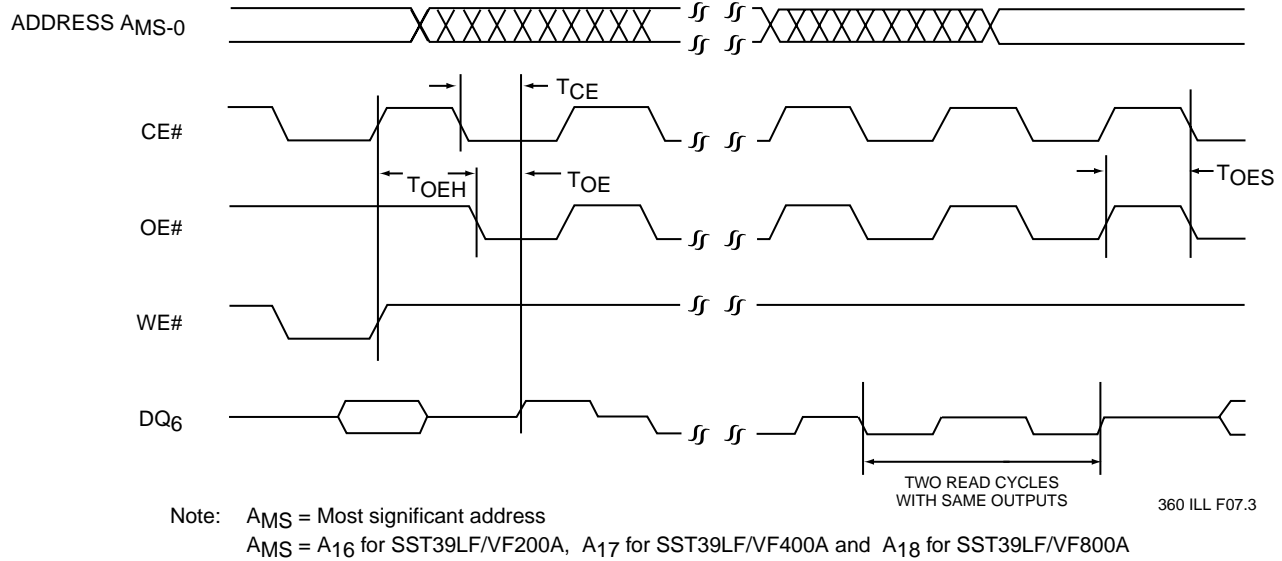 ADDRESS AMS-0
TCE
CE#
TOEH
TOE
TOES
OE#
WE#
DQ6
TWO READ CYCLES
WITH SAME OUTPUTS
360 ILL F07.3
Note: AMS = Most significant address
AMS = A16 for SST39LF/VF200A, A17 for SST39LF/VF400A and A18 for SST39LF/VF800A